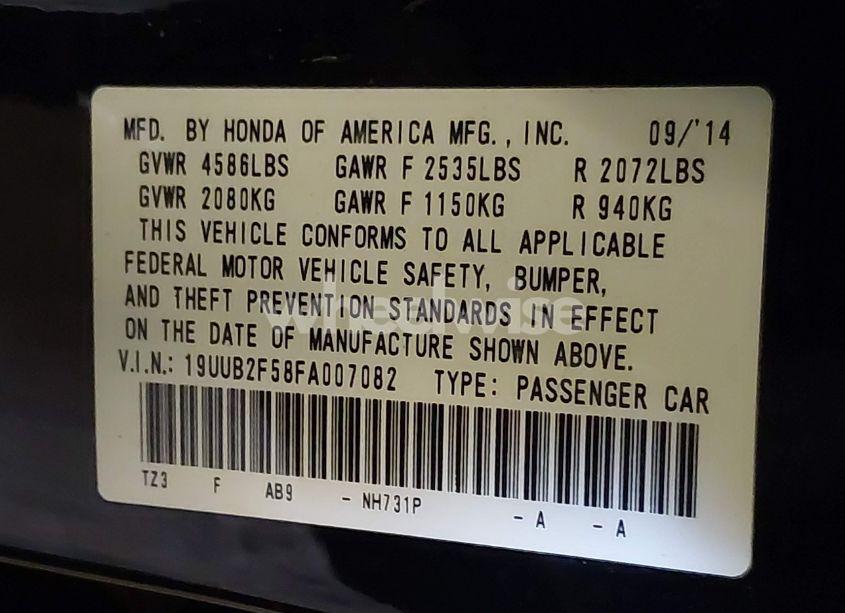 MFD. BY HONDA OF AMERICA MFG., INC. 09/'14
GVWR 4586LBS GAWR F 2535LBS R 2072LBS
GVWR 2080KG GAWR F 1150KG R 940KG
THIS VEHICLE CONFORMS TO ALL APPLICABLE
FEDERAL MOTOR VEHICLE SAFETY, BUMPER,
AND THEFT PREVENTION STANDARDS IN EFFECT
wheelwise
ON THE DATE OF MANUFACTURE SHOWN ABOVE.
V.I.N.: 19UUB2F58FA007082 TYPE: PASSENGER CAR
TZ3 F AB9 - NH731P - A - A